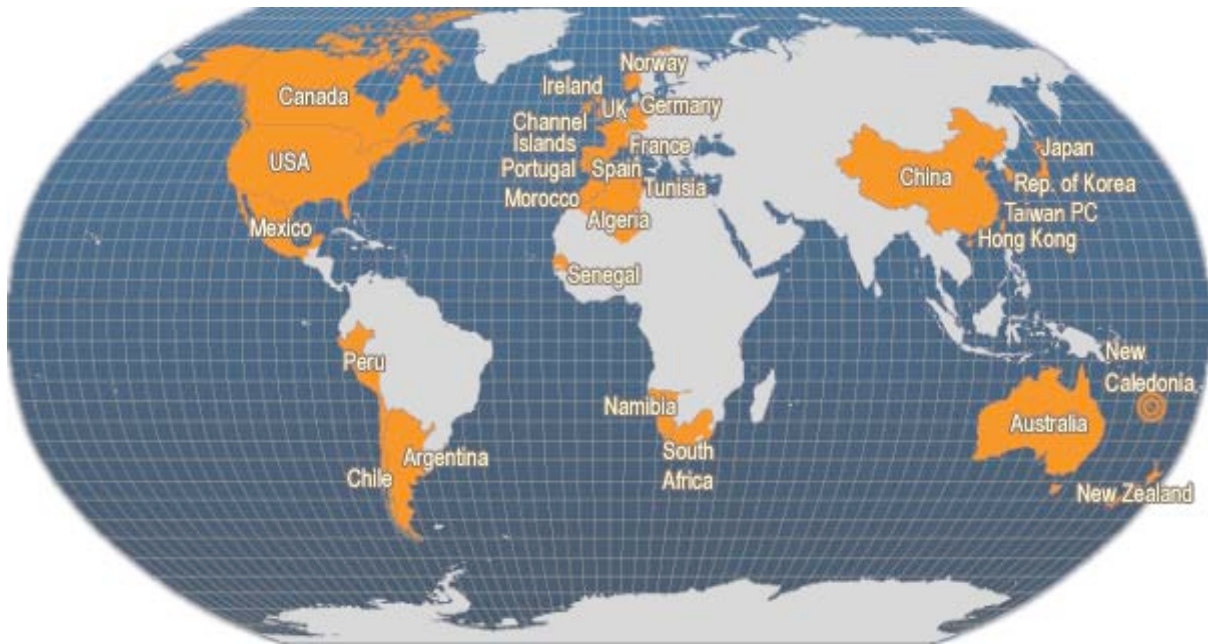 Canada
USA
Mexico
Peru
Chile
Argentina
Norway
Ireland
UK
Germany
Channel
Islands
France
Portugal
Spain
Morocco
Tunisia
Algeria
Senegal
Namibia
South
Africa
China
Japan
Rep. of Korea
Taiwan PC
Hong Kong
New
Caledonia
Australia
New Zealand